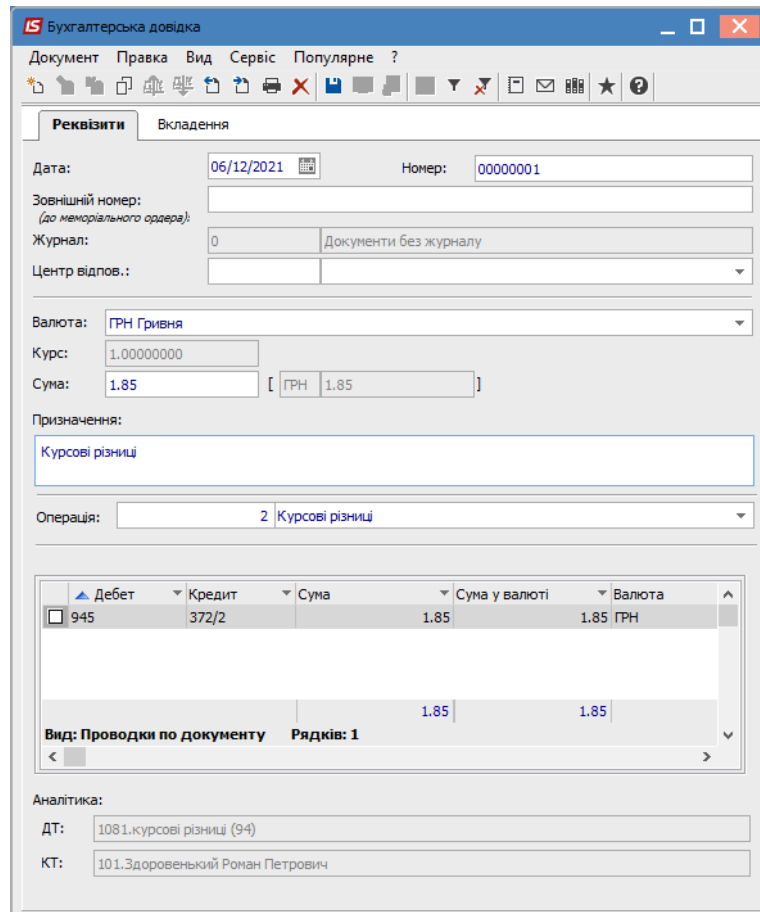 Бухгалтерська довідка
Документ Правка Вид Сервіс Популярне ?
Реквізити Вкладення
Дата: 06/12/2021 Номер: 00000001
Зовнішній номер:
(до меморіального ордера):
Журнал: 0 Документи без журналу
Центр відпов.:
Валюта: ГРН Гривня
Курс: 1.00000000
Сума: 1.85 [ ГРН 1.85 ]
Призначення:
Курсові різниці
Операція: 2 Курсові різниці
Дебет Кредит Сума Сума у валюті Валюта
945 372/2 1.85 1.85 ГРН
1.85 1.85
Вид: Проводки по документу Рядків: 1
Аналітика:
ДТ: 1081.курсові різниці (94)
КТ: 101.Здоровенький Роман Петрович